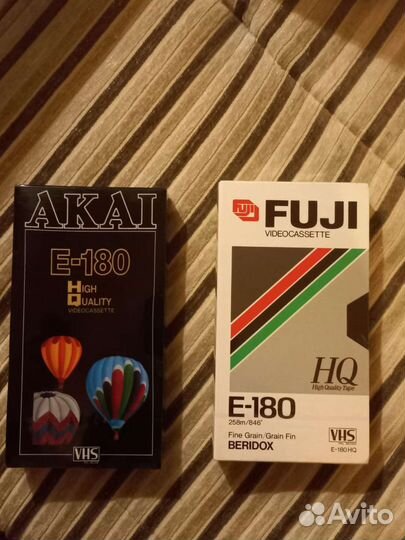 AKAI
E-180
HIGH
QUALITY
VIDEOCASSETTE
VHS
FUJI
FUJI
VIDEOCASSETTE
HQ
High Quality Tape
E-180
258m/846'
Fine Grain/Grain Fin
BERIDOX
VHS
E-180HQ
Avito